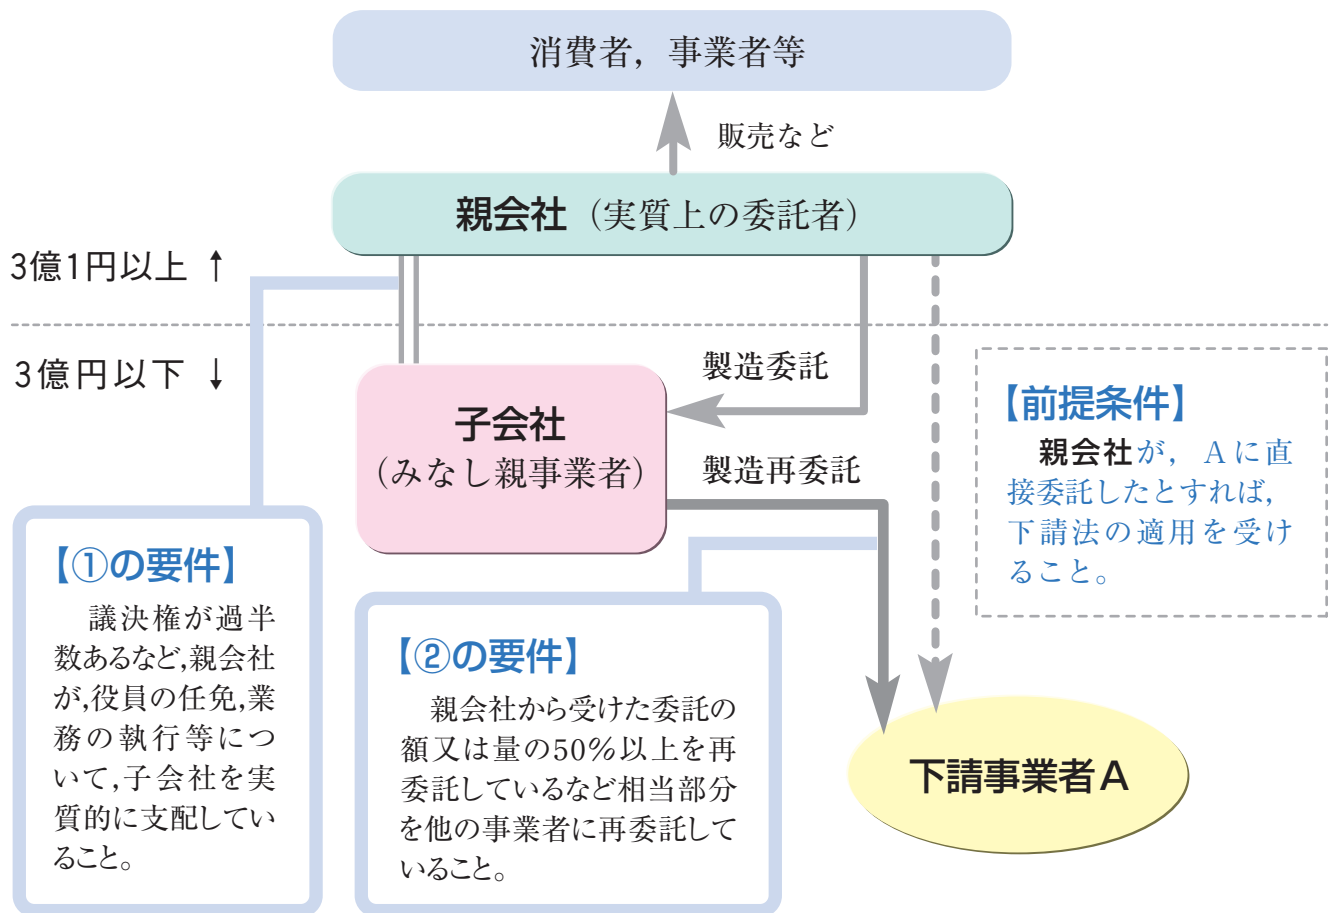 消費者，事業者等
販売など
親会社（実質上の委託者）
3億1円以上 ↑
3億円以下 ↓
製造委託
子会社
（みなし親事業者）
製造再委託
【前提条件】
親会社が，Aに直
接委託したとすれば，
下請法の適用を受け
ること。
【①の要件】
議決権が過半
数あるなど，親会社
が，役員の任免，業
務の執行等につ
いて，子会社を実
質的に支配してい
ること。
【②の要件】
親会社から受けた委託の
額又は量の50％以上を再
委託しているなど相当部分
を他の事業者に再委託して
いること。
下請事業者A